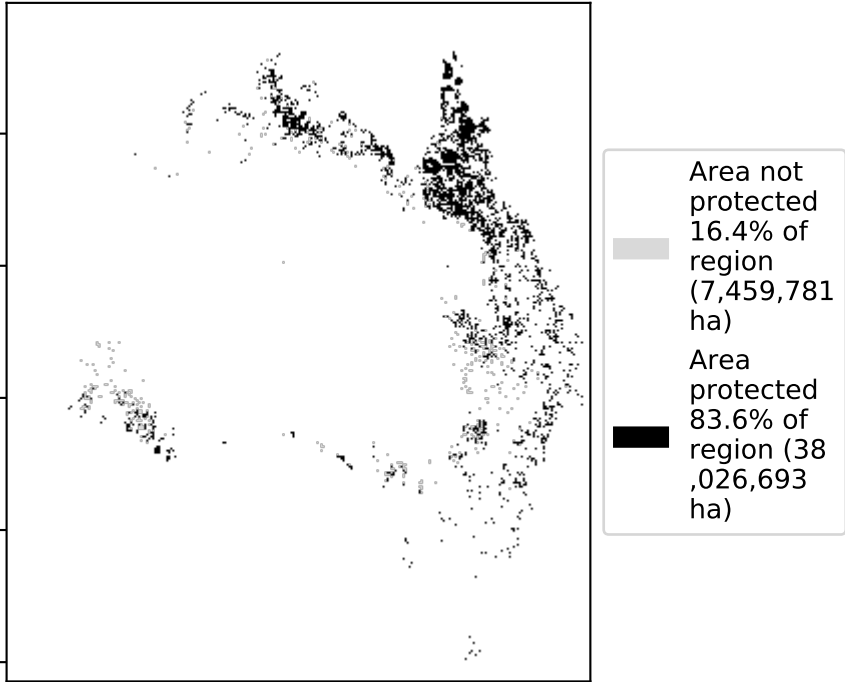 Area not
protected
16.4% of
region
(7,459,781
ha)
Area
protected
83.6% of
region (38
,026,693
ha)